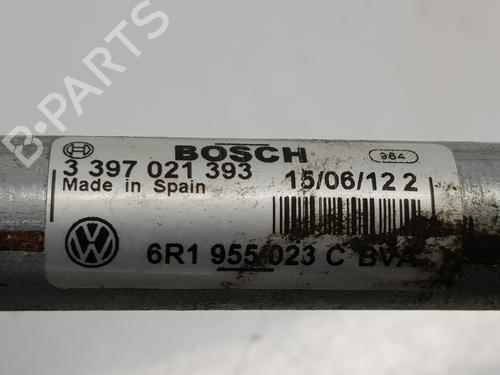 BOSCH
984
3 397 021 393
Made in Spain
15/06/12 2
6R1 955 023 C BVA
B-PARTS